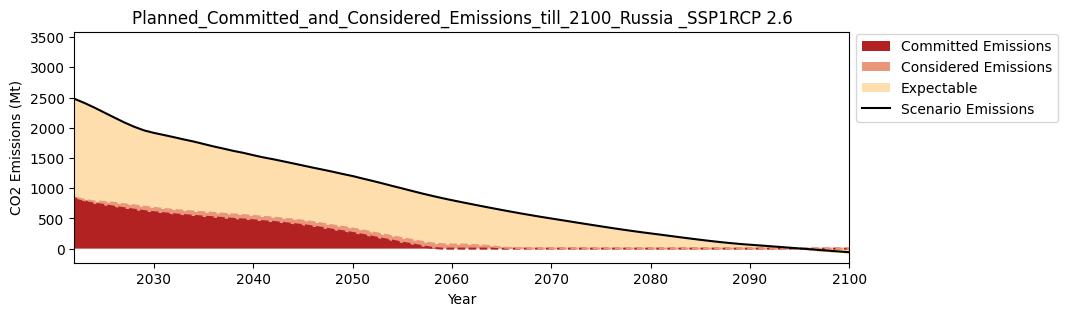 Planned_Committed_and_Considered_Emissions_till_2100_Russia _SSP1RCP 2.6
3500
3000
2500
2000
1500
1000
500
0
CO2 Emissions (Mt)
2030 2040 2050 2060 2070 2080 2090 2100
Year
Committed Emissions
Considered Emissions
Expectable
Scenario Emissions